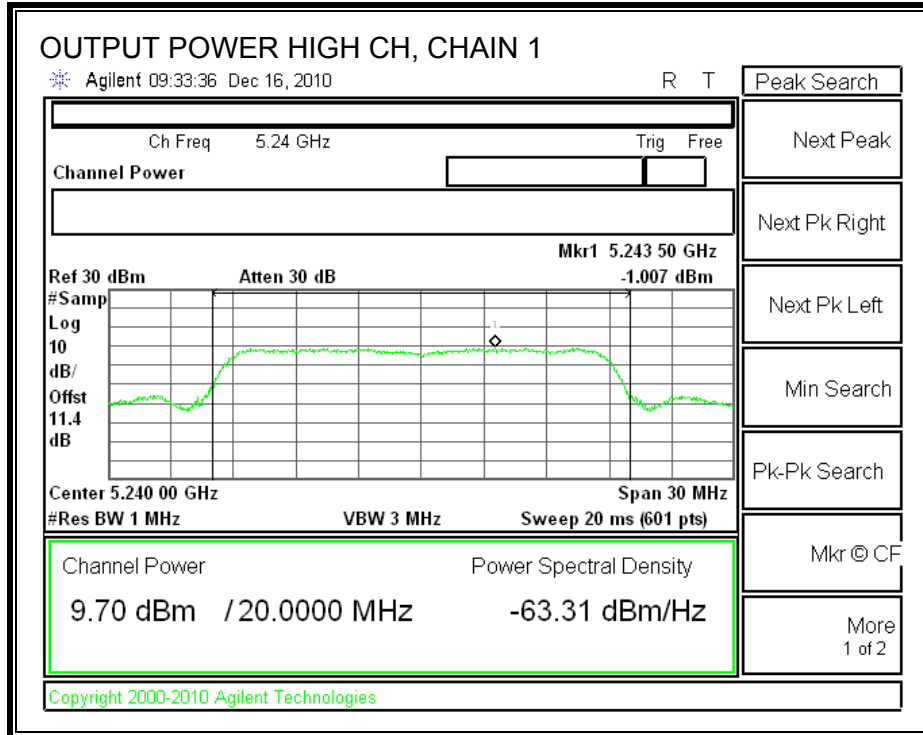 OUTPUT POWER HIGH CH, CHAIN 1
Agilent 09:33:36 Dec 16, 2010 R T
Peak Search
Ch Freq 5.24 GHz Trig Free
Channel Power
Mkr1 5.243 50 GHz
Ref 30 dBm Atten 30 dB -1.007 dBm
#Samp
Log
10
dB/
Offst
11.4
dB
1
Center 5.240 00 GHz Span 30 MHz
#Res BW 1 MHz VBW 3 MHz Sweep 20 ms (601 pts)
Channel Power Power Spectral Density
9.70 dBm / 20.0000 MHz -63.31 dBm/Hz
Copyright 2000-2010 Agilent Technologies
Next Peak
Next Pk Right
Next Pk Left
Min Search
Pk-Pk Search
Mkr © CF
More
1 of 2